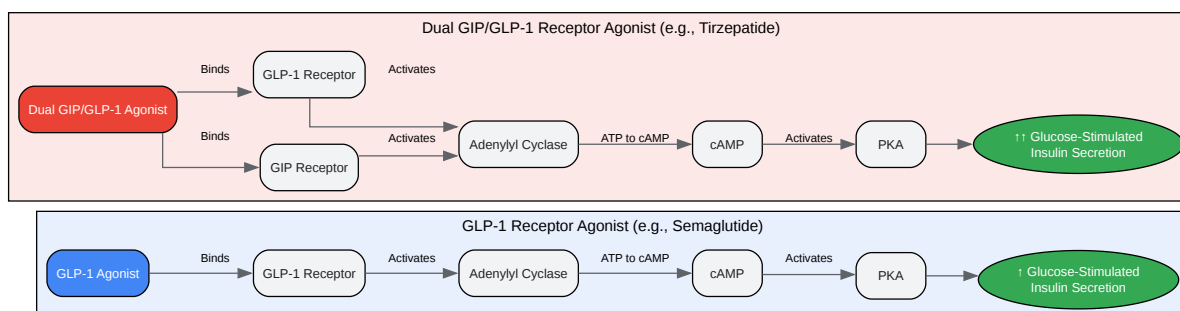 Dual GIP/GLP-1 Receptor Agonist (e.g., Tirzepatide)
Binds
GLP-1 Receptor
Activates
Dual GIP/GLP-1 Agonist
Binds
GIP Receptor
Activates
Adenylyl Cyclase
ATP to cAMP
cAMP
Activates
PKA
↑↑ Glucose-Stimulated
Insulin Secretion
GLP-1 Receptor Agonist (e.g., Semaglutide)
GLP-1 Agonist
Binds
GLP-1 Receptor
Activates
Adenylyl Cyclase
ATP to cAMP
cAMP
Activates
PKA
↑ Glucose-Stimulated
Insulin Secretion